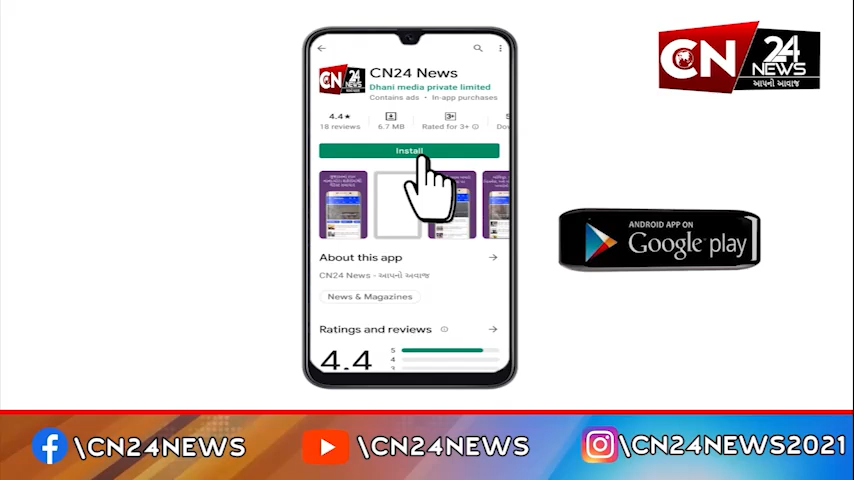 CN24 News
Dhani media private limited
Contains ads • In-app purchases
4.4★
18 reviews
6.7 MB
3+
Rated for 3+
Install
About this app
CN24 News - આપનો અવાજ
News & Magazines
Ratings and reviews
4.4
5
4
3
CN 24
NEWS
આપનો અવાજ
ANDROID APP ON
Google play
\CN24NEWS
\CN24NEWS
\CN24NEWS2021